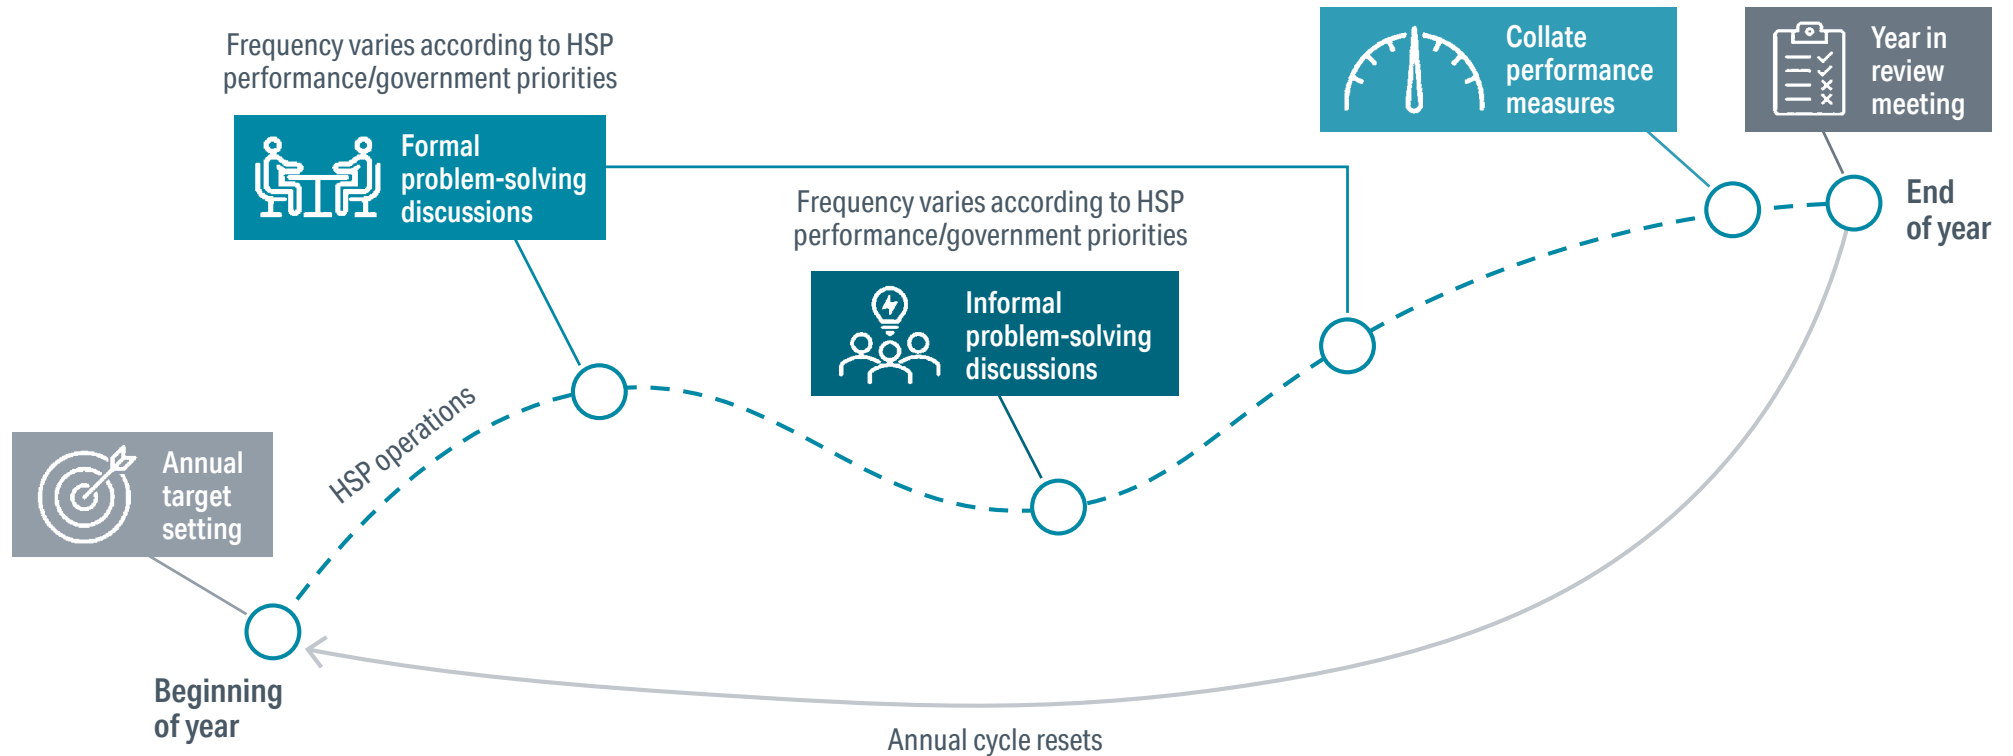 Frequency varies according to HSP
performance/government priorities
Formal
problem-solving
discussions
Frequency varies according to HSP
performance/government priorities
Informal
problem-solving
discussions
Collate
performance
measures
Year in
review
meeting
End
of year
HSP operations
Annual
target
setting
Beginning
of year
Annual cycle resets